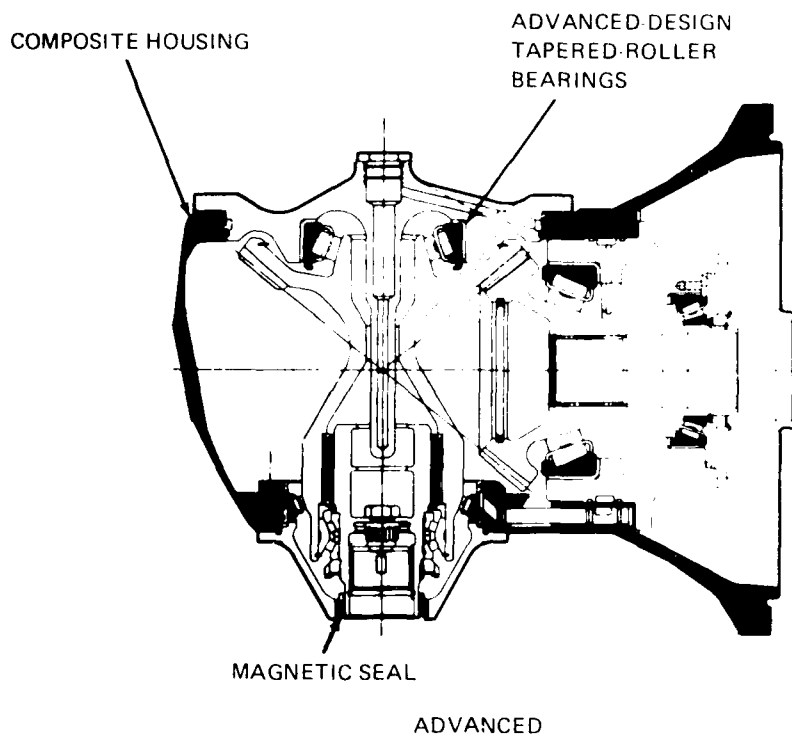 COMPOSITE HOUSING
ADVANCED-DESIGN
TAPERED-ROLLER
BEARINGS
MAGNETIC SEAL
ADVANCED